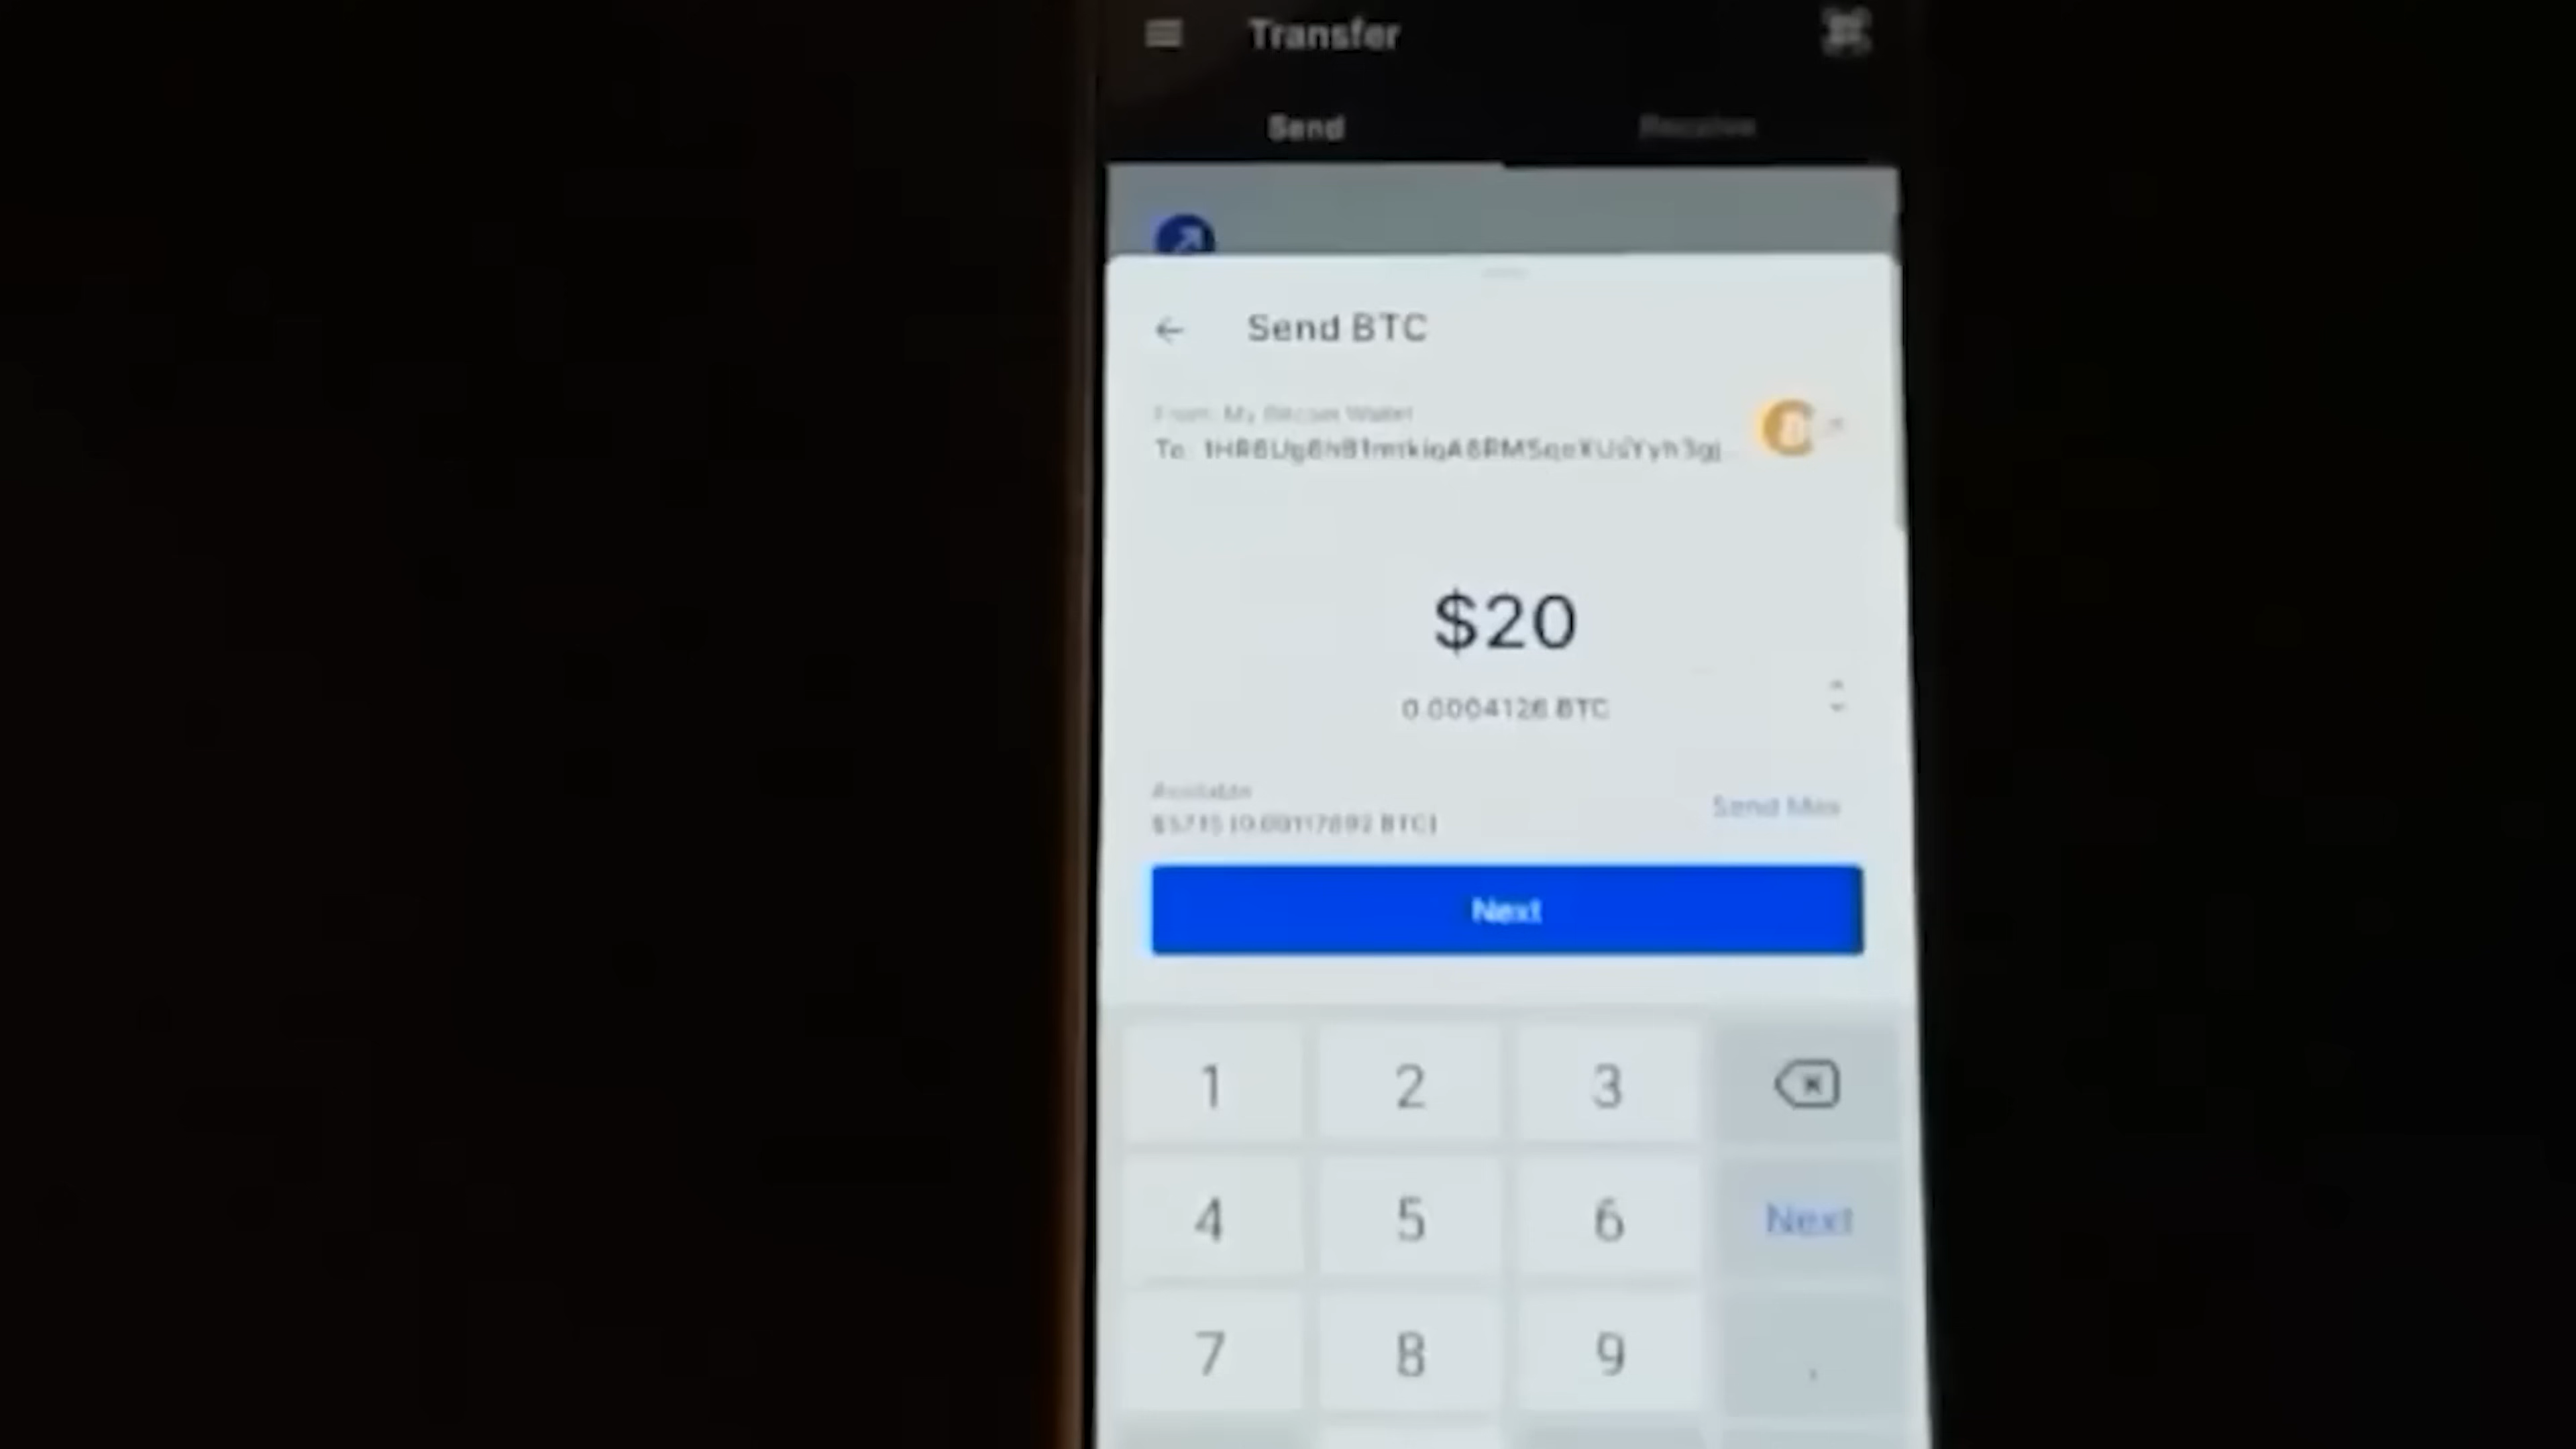 Transfer
Send
Receive
Send BTC
From: My Bitcoin Wallet
To:
$20
0.0004126 BTC
Available
BTC)
Send Max
Next
1 2 3
4 5 6 Next
7 8 9 .